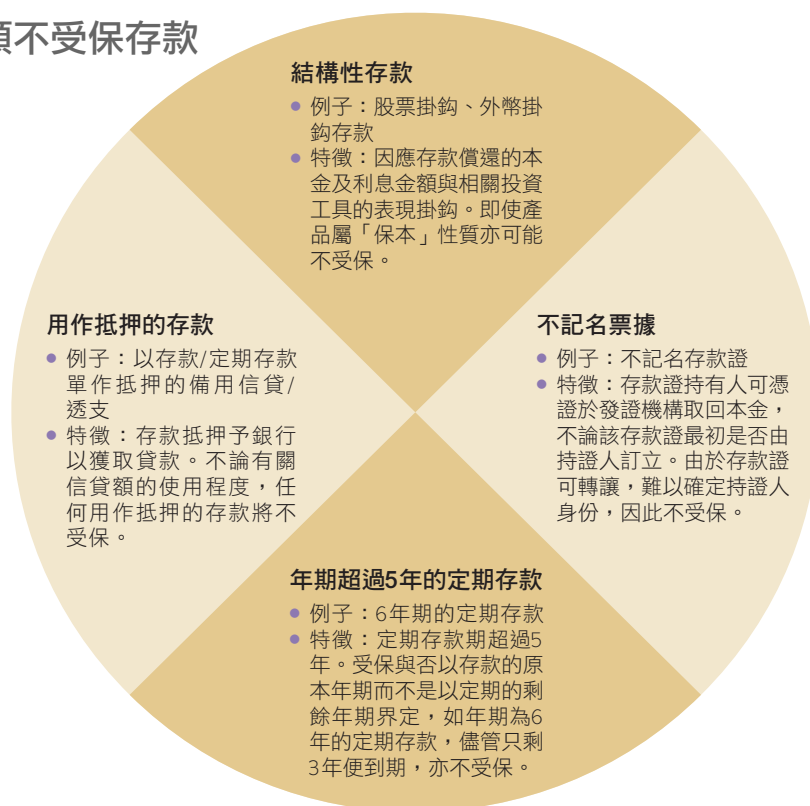 類不受保存款
結構性存款
• 例子：股票掛鈎、外幣掛
鈎存款
• 特徵：因應存款償還的本
金及利息金額與相關投資
工具的表現掛鈎。即使產
品屬「保本」性質亦可能
不受保。
用作抵押的存款
• 例子：以存款/定期存款
單作抵押的備用信貸/
透支
• 特徵：存款抵押予銀行
以獲取貸款。不論有關
信貸額的使用程度，任
何用作抵押的存款將不
受保。
不記名票據
• 例子：不記名存款證
• 特徵：存款證持有人可憑
證於發證機構取回本金，
不論該存款證最初是否由
持證人訂立。由於存款證
可轉讓，難以確定持證人
身份，因此不受保。
年期超過5年的定期存款
• 例子：6年期的定期存款
• 特徵：定期存款期超過5
年。受保與否以存款的原
本年期而不是以定期的剩
餘年期界定，如年期為6
年的定期存款，儘管只剩
3年便到期，亦不受保。